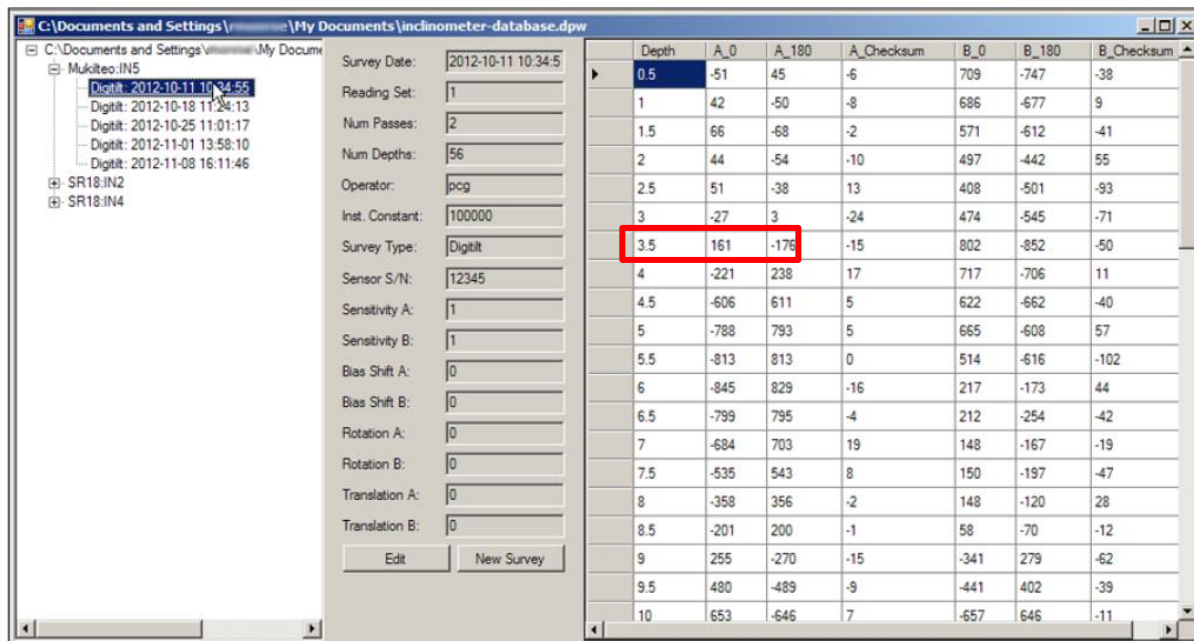 C:\Documents and Settings\ \My Documents\inclinometer-database.dpw
C:\Documents and Settings\ \My Docume
Mukilteo:IN5
Digitilt: 2012-10-11 10:34:55
Digitilt: 2012-10-18 11:24:13
Digitilt: 2012-10-25 11:01:17
Digitilt: 2012-11-01 13:58:10
Digitilt: 2012-11-08 16:11:46
SR18:IN2
SR18:IN4
Survey Date: 2012-10-11 10:34:5
Reading Set: 1
Num Passes: 2
Num Depths: 56
Operator: pcg
Inst. Constant: 100000
Survey Type: Digitilt
Sensor S/N: 12345
Sensitivity A: 1
Sensitivity B: 1
Bias Shift A: 0
Bias Shift B: 0
Rotation A: 0
Rotation B: 0
Translation A: 0
Translation B: 0
Edit New Survey
Depth A_0 A_180 A_Checksum B_0 B_180 B_Checksum
0.5 -51 45 -6 709 -747 -38
1 42 -50 -8 686 -677 9
1.5 66 -68 -2 571 -612 -41
2 44 -54 -10 497 -442 55
2.5 51 -38 13 408 -501 -93
3 -27 3 -24 474 -545 -71
3.5 161 -176 -15 802 -852 -50
4 -221 238 17 717 -706 11
4.5 -606 611 5 622 -662 -40
5 -788 793 5 665 -608 57
5.5 -813 813 0 514 -616 -102
6 -845 829 -16 217 -173 44
6.5 -799 795 -4 212 -254 -42
7 -684 703 19 148 -167 -19
7.5 -535 543 8 150 -197 -47
8 -358 356 -2 148 -120 28
8.5 -201 200 -1 58 -70 -12
9 255 -270 -15 -341 279 -62
9.5 480 -489 -9 -441 402 -39
10 653 -646 7 -657 646 -11